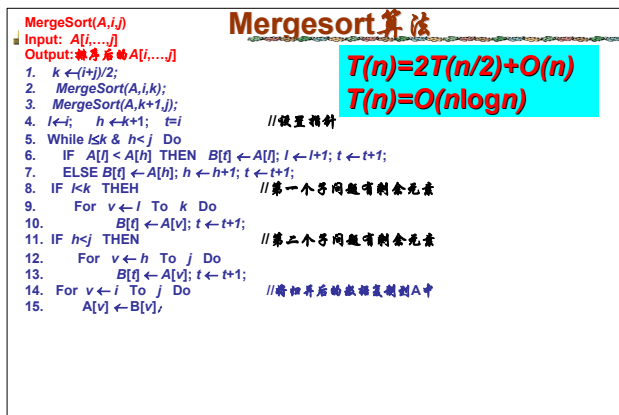 Mergesort算法
MergeSort(A,i,j)
Input: A[i,…,j]
Output:排序后的A[i,…,j]
T(n)=2T(n/2)+O(n)
T(n)=O(nlogn)
1. k ←(i+j)/2;
2. MergeSort(A,i,k);
3. MergeSort(A,k+1,j);
4. l←i; h ←k+1; t=i //设置指针
5. While l≤k & h< j Do
6. IF A[l] < A[h] THEN B[t] ← A[l]; l ← l+1; t ← t+1;
7. ELSE B[t] ← A[h]; h ← h+1; t ← t+1;
8. IF l<k THEH //第一个子问题有剩余元素
9. For v ← l To k Do
10. B[t] ← A[v]; t ← t+1;
11. IF h<j THEN //第二个子问题有剩余元素
12. For v ← h To j Do
13. B[t] ← A[v]; t ← t+1;
14. For v ← i To j Do //将归并后的数据复制到A中
15. A[v] ← B[v];